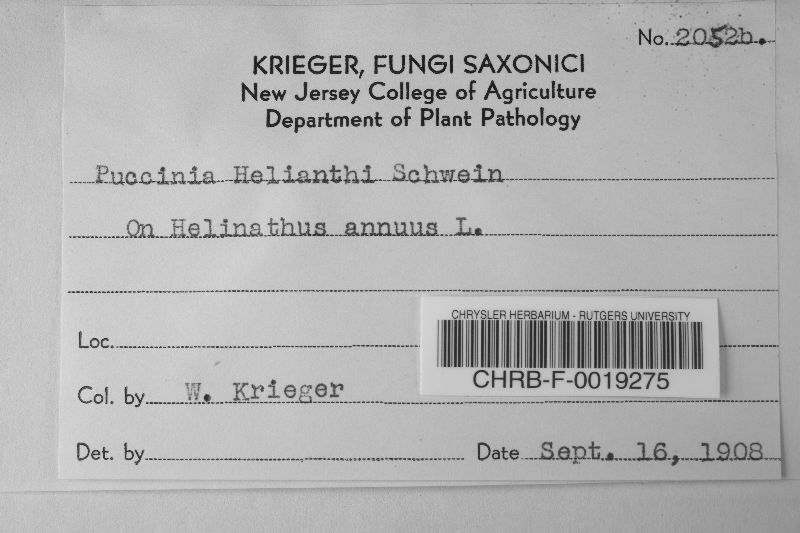 No. 2052b.
KRIEGER, FUNGI SAXONICI
New Jersey College of Agriculture
Department of Plant Pathology
Puccinia Helianthi Schwein
On Helinathus annuus L.
CHRYSLER HERBARIUM - RUTGERS UNIVERSITY
Loc.
CHRB-F-0019275
Col. by W. Krieger
Det. by Date Sept. 16, 1908